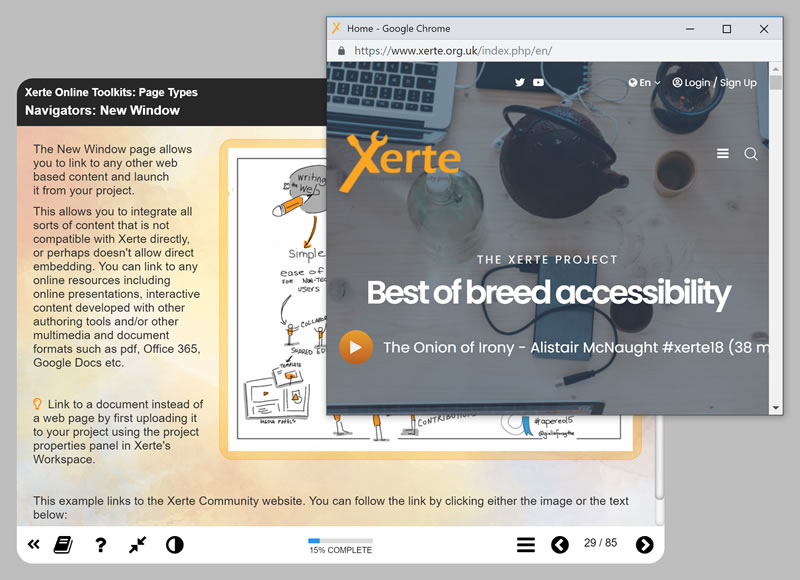 Home - Google Chrome
https://www.xerte.org.uk/index.php/en/
En
Login / Sign Up
Xerte
THE XERTE PROJECT
Best of breed accessibility
The Onion of Irony - Alistair McNaught #xerte18 (38 m
Xerte Online Toolkits: Page Types
Navigators: New Window
The New Window page allows
you to link to any other web
based content and launch
it from your project.
This allows you to integrate all
sorts of content that is not
compatible with Xerte directly,
or perhaps doesn't allow direct
embedding. You can link to any
online resources including
online presentations, interactive
content developed with other
authoring tools and/or other
multimedia and document
formats such as pdf, Office 365,
Google Docs etc.
Link to a document instead of
a web page by first uploading it
to your project using the project
properties panel in Xerte's
Workspace.
writing
the web
Simple
ease of
FOR NON-TEC
USERS
COLLABOR
SHARED ED
TEMPLATE
MEDIA PANELS
CONTRIBUTI
#apereo15
@giuliaforsythe
This example links to the Xerte Community website. You can follow the link by clicking either the image or the text
below:
15% COMPLETE
29 / 85